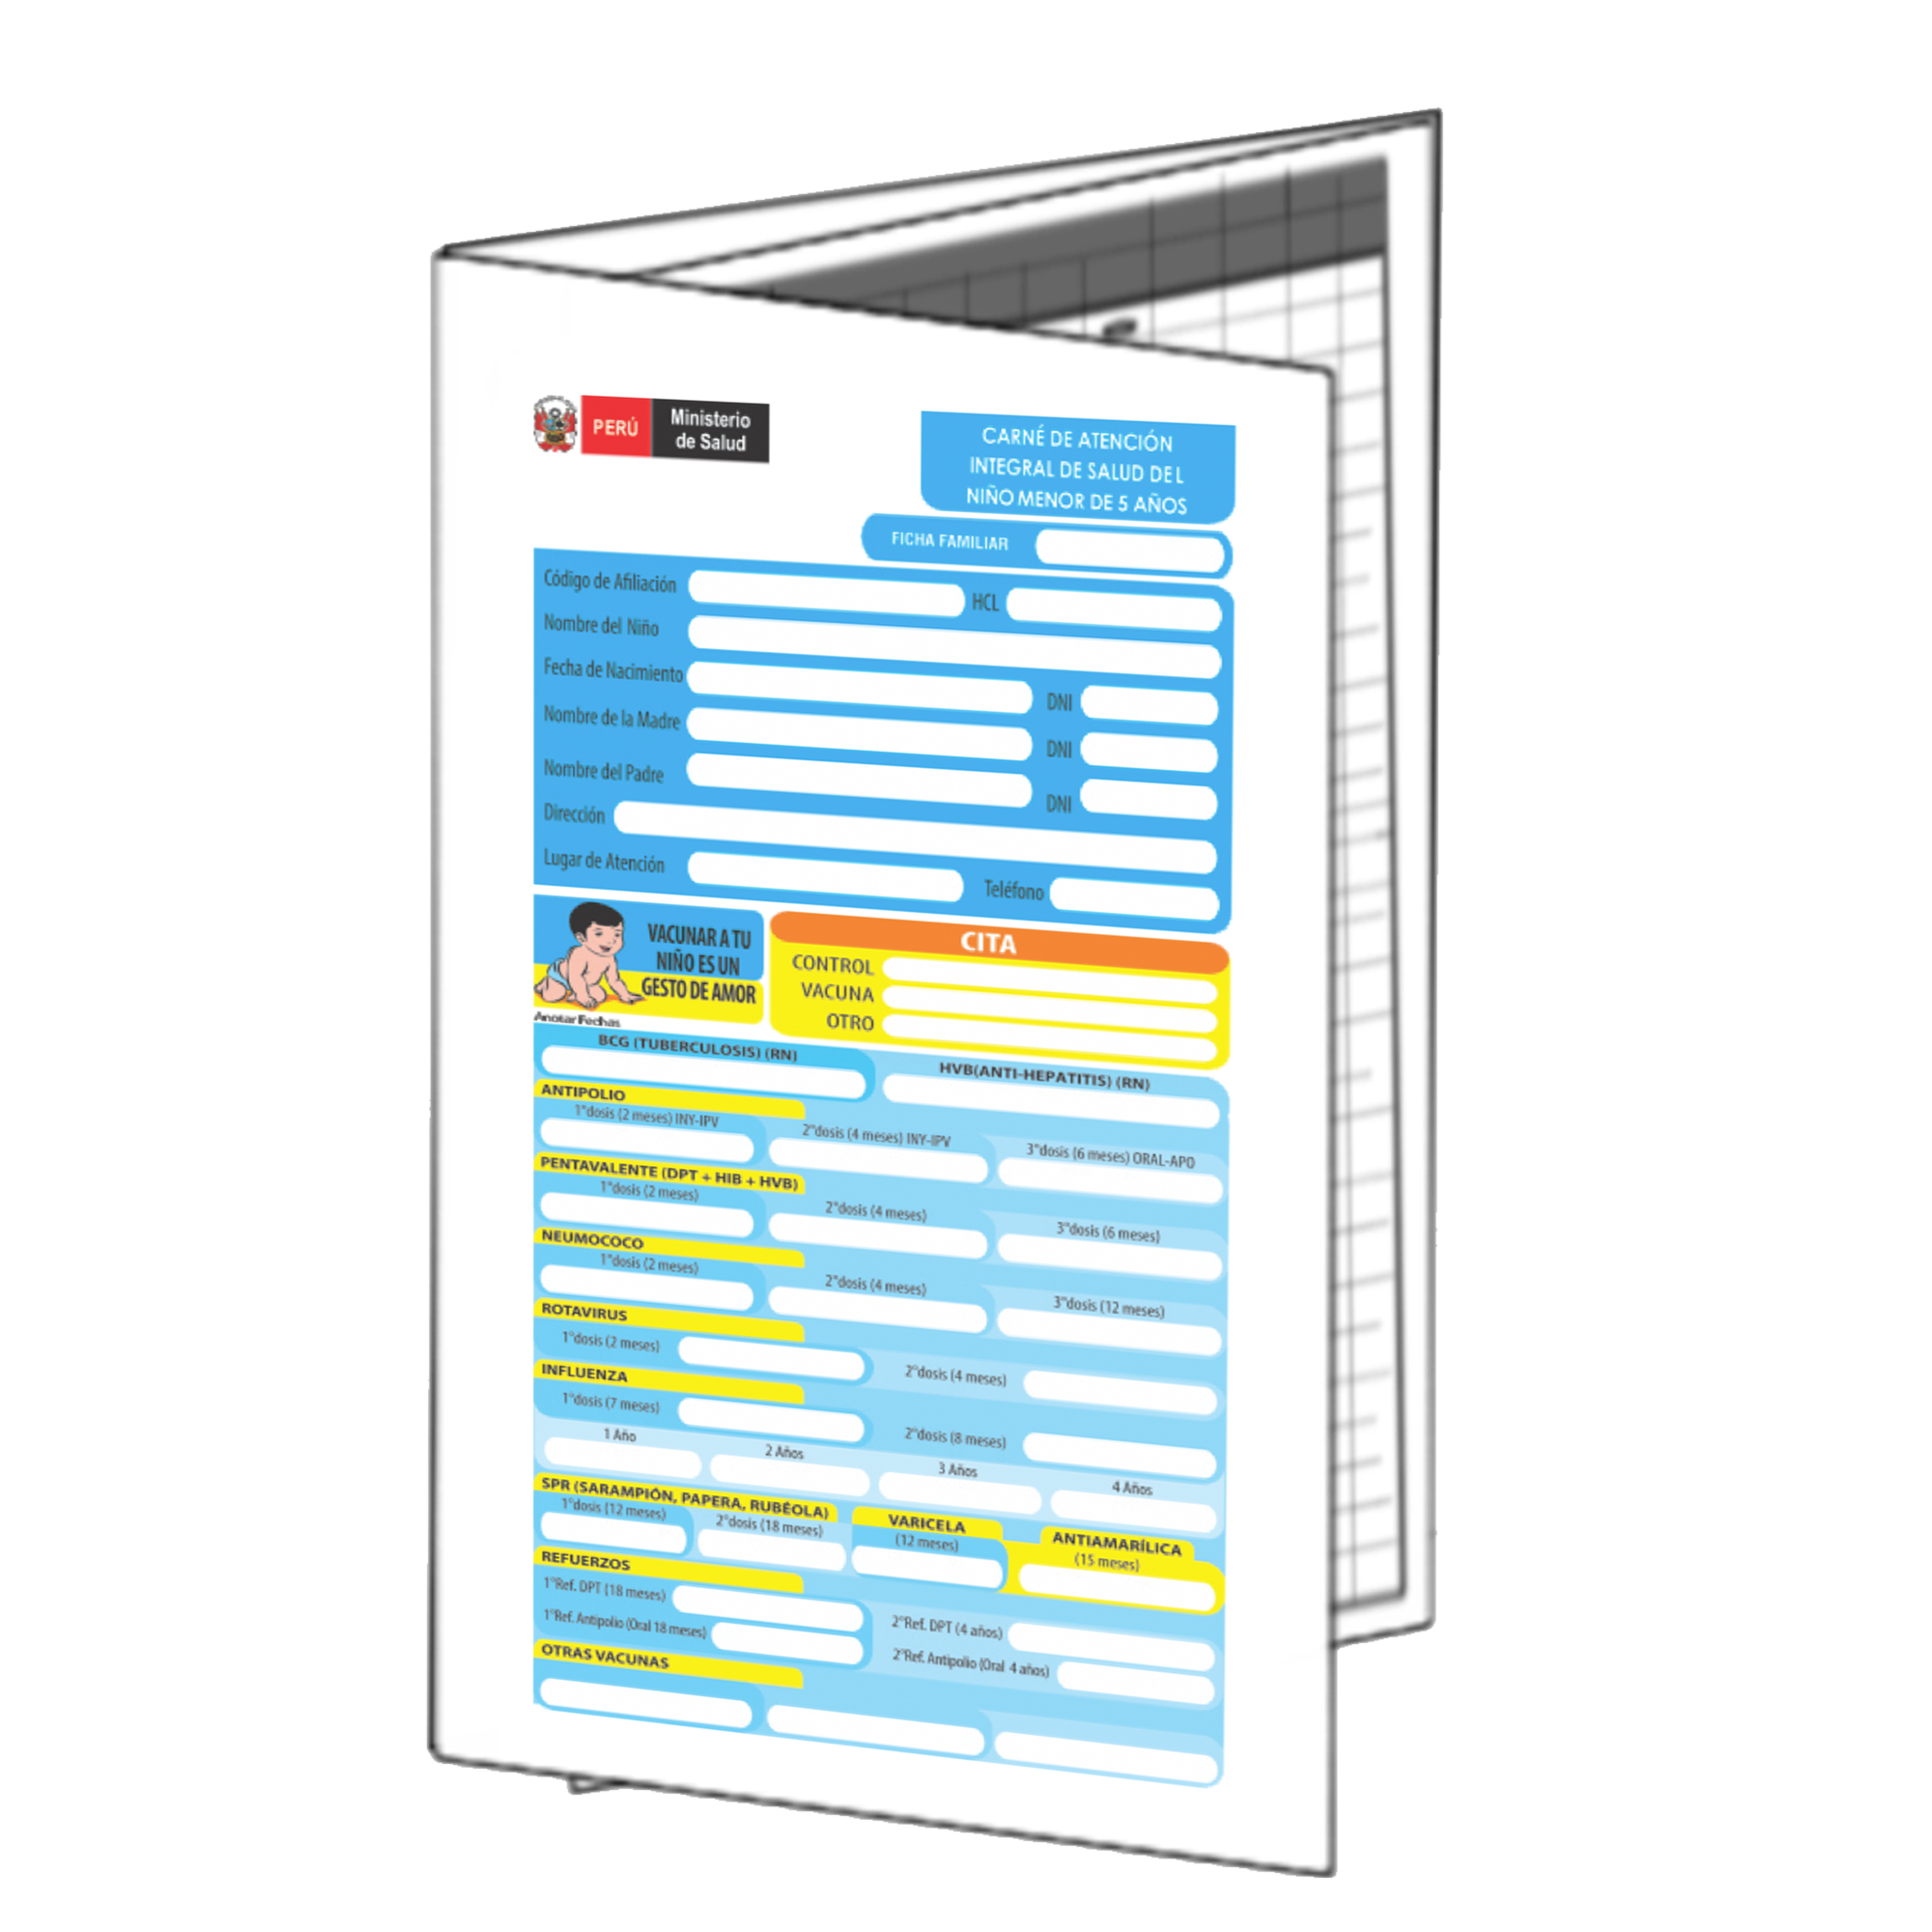 PERÚ
Ministerio
de Salud
CARNÉ DE ATENCIÓN
INTEGRAL DE SALUD DEL
NIÑO MENOR DE 5 AÑOS
FICHA FAMILIAR
Código de Afiliación HCL
Nombre del Niño
Fecha de Nacimiento DNI
Nombre de la Madre DNI
Nombre del Padre DNI
Dirección
Lugar de Atención Teléfono
VACUNAR A TU
NIÑO ES UN
GESTO DE AMOR
CITA
CONTROL
VACUNA
OTRO
Anotar Fechas
BCG (TUBERCULOSIS) (RN) HVB(ANTI-HEPATITIS) (RN)
ANTIPOLIO
1°dosis (2 meses) INY-IPV 2°dosis (4 meses) INY-IPV 3°dosis (6 meses) ORAL-APO
PENTAVALENTE (DPT + HIB + HVB)
1°dosis (2 meses) 2°dosis (4 meses) 3°dosis (6 meses)
NEUMOCOCO
1°dosis (2 meses) 2°dosis (4 meses) 3°dosis (12 meses)
ROTAVIRUS
1°dosis (2 meses) 2°dosis (4 meses)
INFLUENZA
1°dosis (7 meses) 2°dosis (8 meses)
1 Año 2 Años 3 Años 4 Años
SPR (SARAMPIÓN, PAPERA, RUBÉOLA) VARICELA ANTIAMARÍLICA
1°dosis (12 meses) 2°dosis (18 meses) (12 meses) (15 meses)
REFUERZOS
1°Ref. DPT (18 meses) 2°Ref. DPT (4 años)
1°Ref. Antipolio (Oral 18 meses) 2°Ref. Antipolio (Oral 4 años)
OTRAS VACUNAS